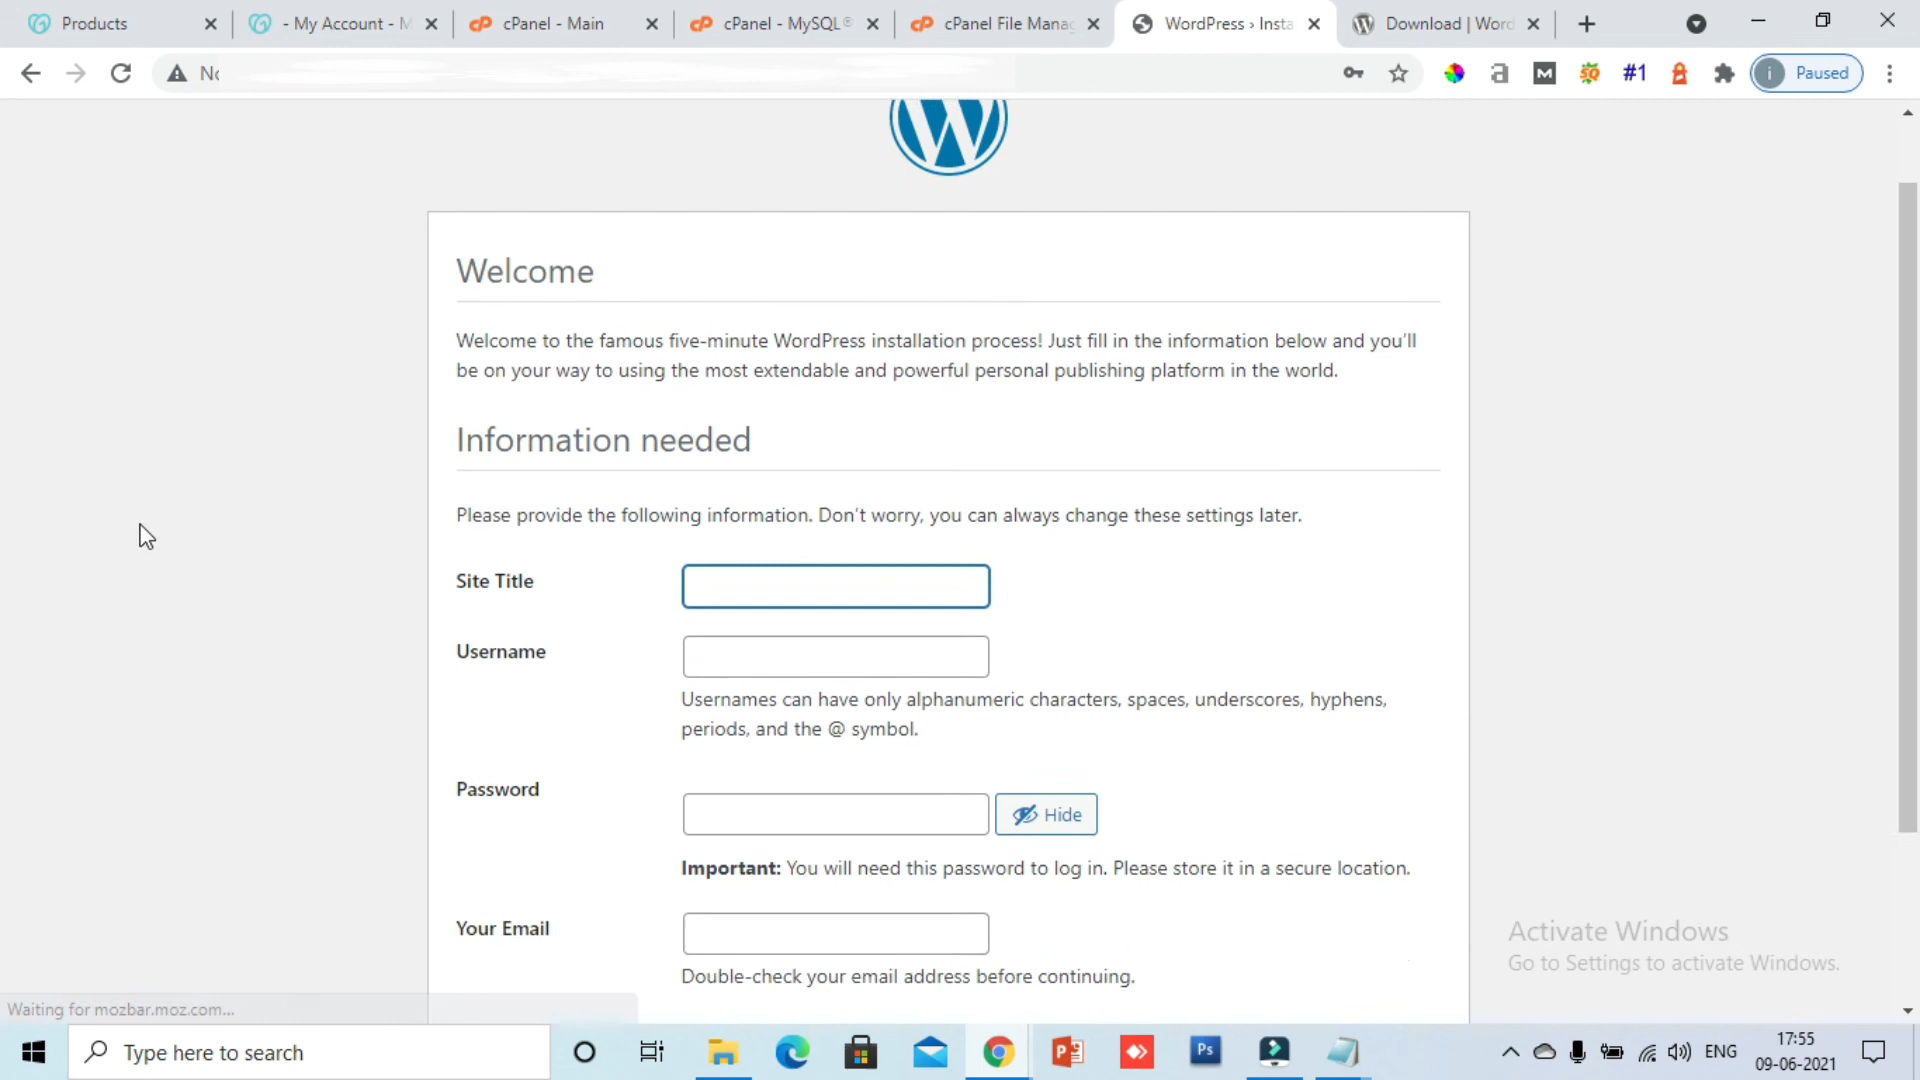 Products
- My Account -
cPanel - Main
cPanel - MySQL®
cPanel File Manag
WordPress › Insta
Download | Word
#1
i Paused
Welcome
Welcome to the famous five-minute WordPress installation process! Just fill in the information below and you'll
be on your way to using the most extendable and powerful personal publishing platform in the world.
Information needed
Please provide the following information. Don't worry, you can always change these settings later.
Site Title
Username
Usernames can have only alphanumeric characters, spaces, underscores, hyphens,
periods, and the @ symbol.
Password
Hide
Important: You will need this password to log in. Please store it in a secure location.
Your Email
Double-check your email address before continuing.
Activate Windows
Go to Settings to activate Windows.
Waiting for mozbar.moz.com...
Type here to search
Ps
ENG
17:55
09-06-2021